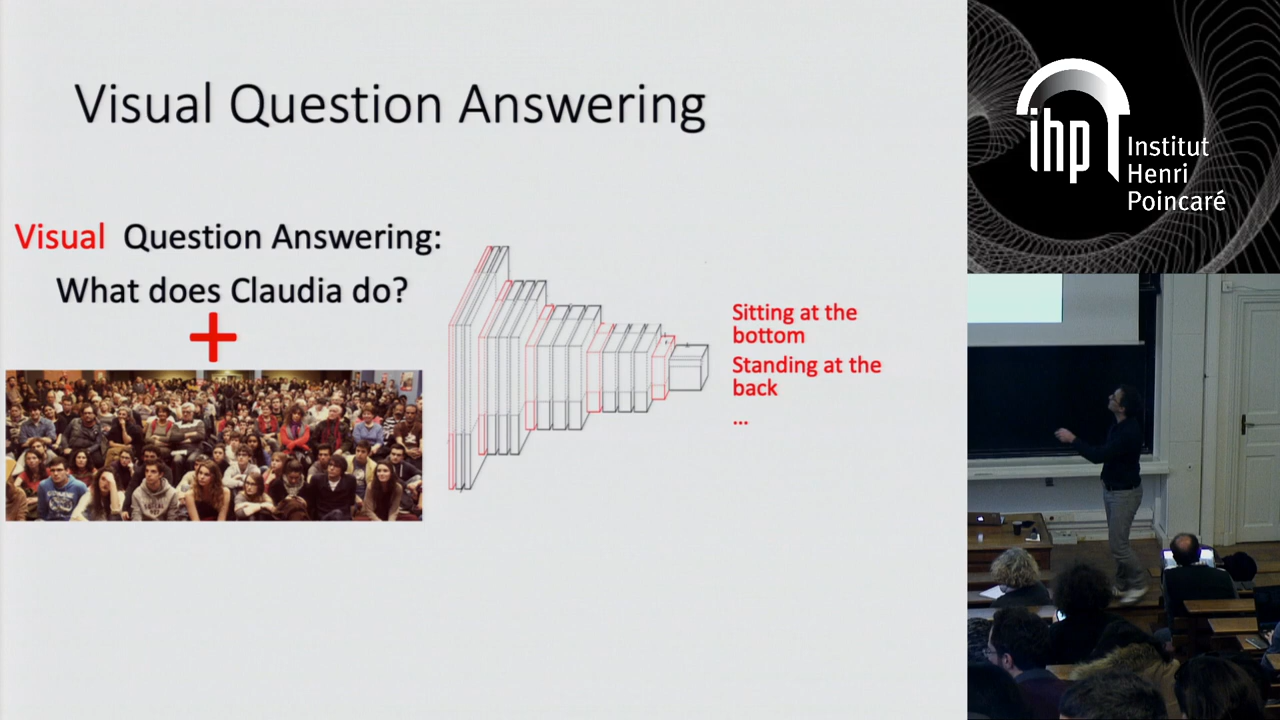 Visual Question Answering
Visual Question Answering:
What does Claudia do?
+
Sitting at the
bottom
Standing at the
back
...
ihp
Institut
Henri
Poincaré